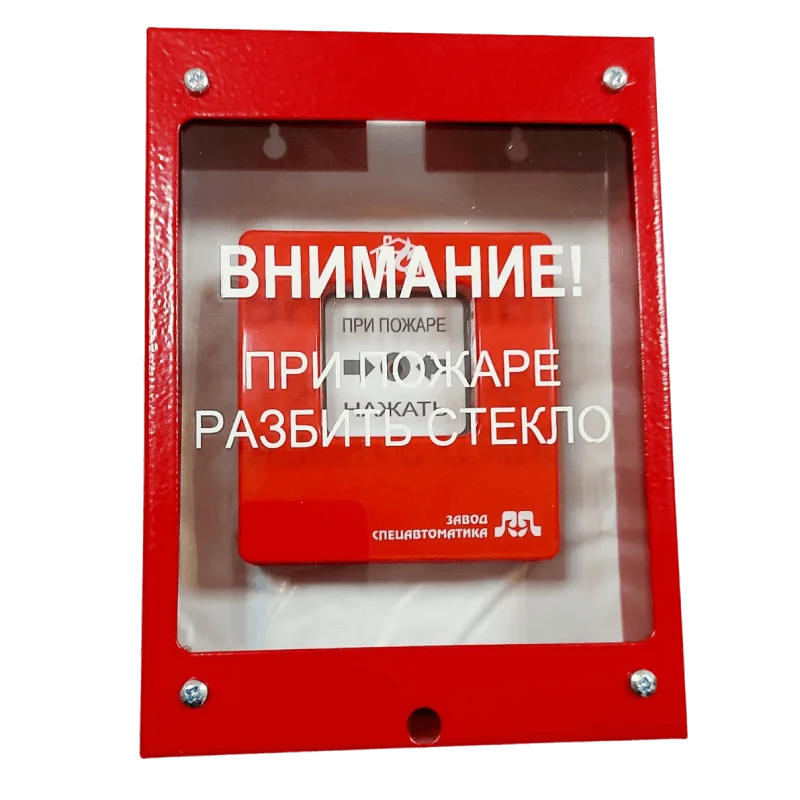 ВНИМАНИЕ!
ПРИ ПОЖАРЕ
ПРИ ПОЖАРЕ
НАЖАТЬ
РАЗБИТЬ СТЕКЛО
ЗАВОД
СПЕЦАВТОМАТИКА